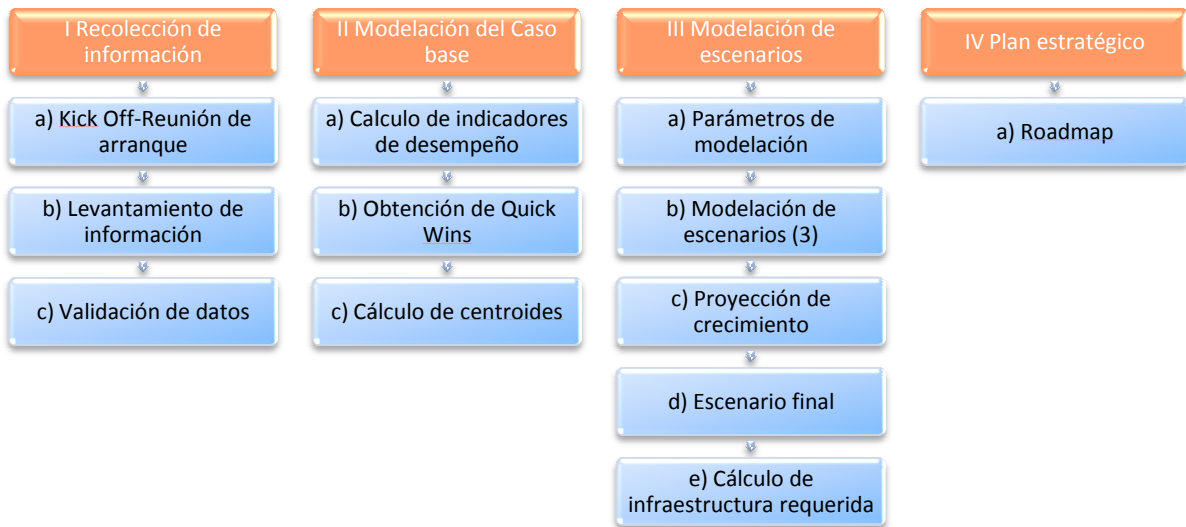 I Recolección de
información
a) Kick Off-Reunión de
arranque
b) Levantamiento de
información
c) Validación de datos
II Modelación del Caso
base
a) Calculo de indicadores
de desempeño
b) Obtención de Quick
Wins
c) Cálculo de centroides
III Modelación de
escenarios
a) Parámetros de
modelación
b) Modelación de
escenarios (3)
c) Proyección de
crecimiento
d) Escenario final
e) Cálculo de
infraestructura requerida
IV Plan estratégico
a) Roadmap